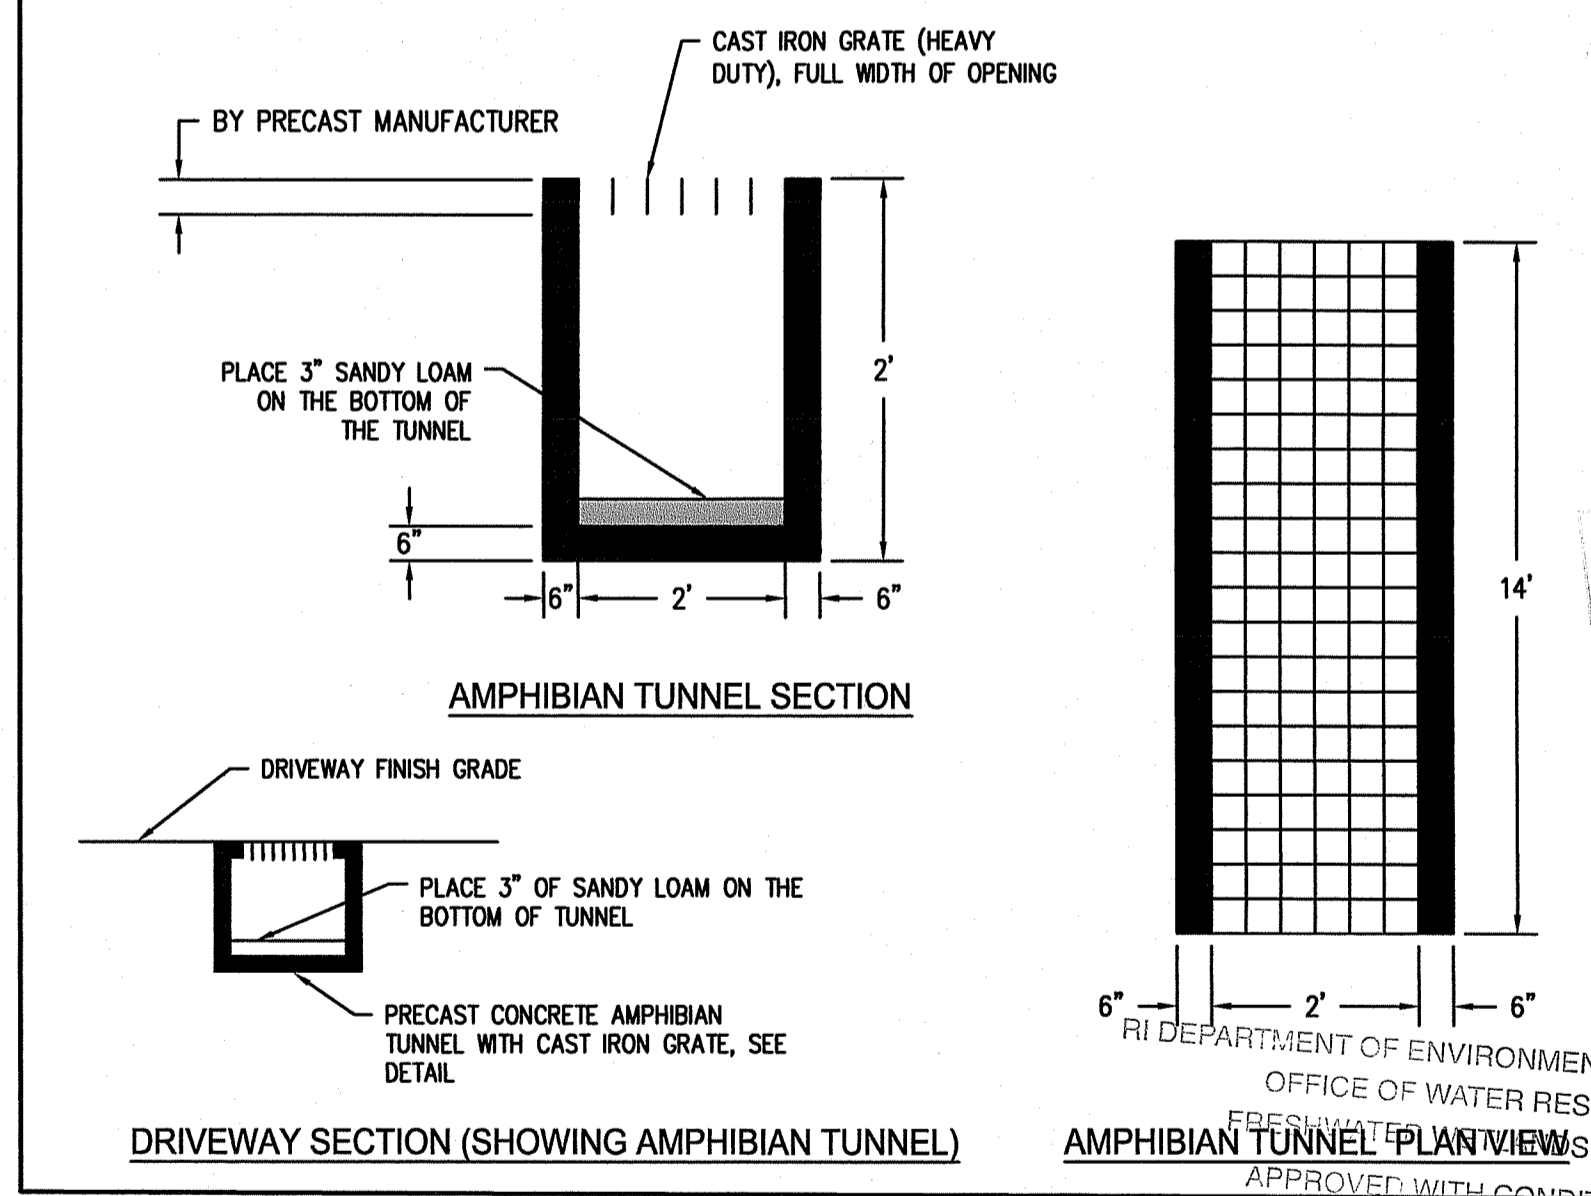 CAST IRON GRATE (HEAVY
DUTY), FULL WIDTH OF OPENING
BY PRECAST MANUFACTURER
PLACE 3" SANDY LOAM
ON THE BOTTOM OF
THE TUNNEL
2'
6"
6"
2'
6"
AMPHIBIAN TUNNEL SECTION
DRIVEWAY FINISH GRADE
PLACE 3" OF SANDY LOAM ON THE
BOTTOM OF TUNNEL
PRECAST CONCRETE AMPHIBIAN
TUNNEL WITH CAST IRON GRATE, SEE
DETAIL
DRIVEWAY SECTION (SHOWING AMPHIBIAN TUNNEL)
14'
6"
2'
6"
RI DEPARTMENT OF ENVIRONMEN
OFFICE OF WATER RES
FRESHWATER WETLANDS
AMPHIBIAN TUNNEL PLAN VIEW
APPROVED WITH CONDI